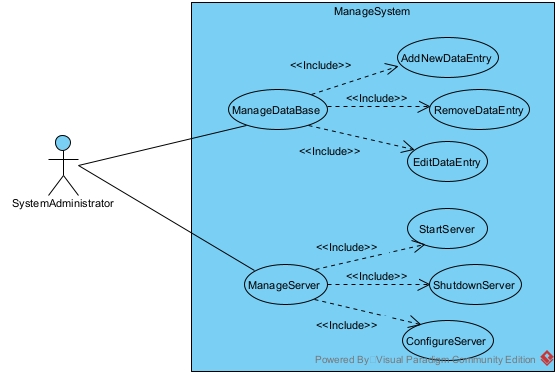 ManageSystem
AddNewDataEntry
<<Include>>
ManageDataBase
<<Include>>
RemoveDataEntry
<<Include>>
EditDataEntry
SystemAdministrator
StartServer
<<Include>>
ManageServer
<<Include>>
ShutdownServer
<<Include>>
ConfigureServer
Powered By: Visual Paradigm Community Edition